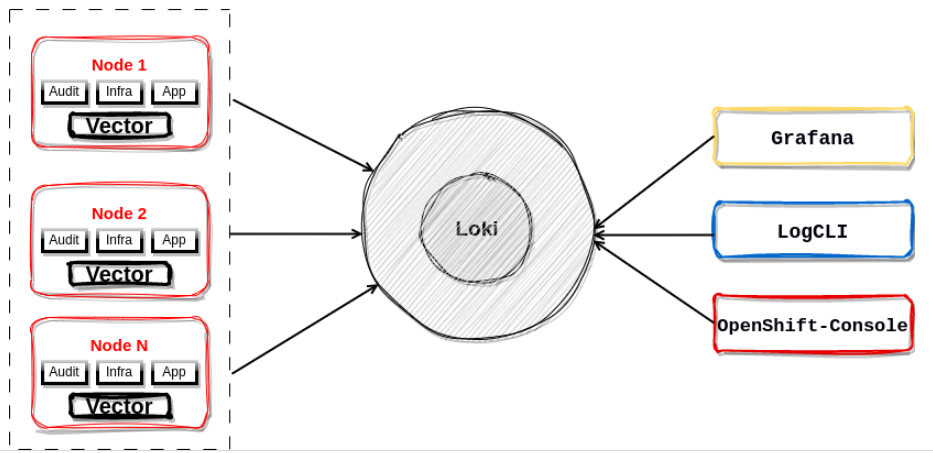 Node 1
Audit Infra App
Vector
Node 2
Audit Infra App
Vector
Node N
Audit Infra App
Vector
Loki
Grafana
LogCLI
OpenShift-Console